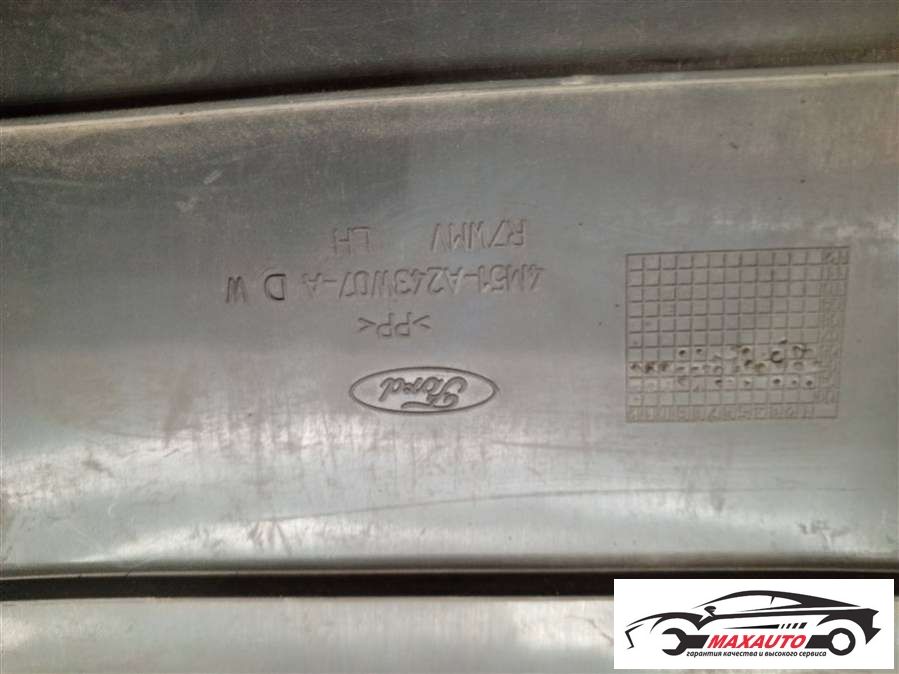 Ford
>PP<
4M51-A243W07-A D W
R7WMV LH
MAXAUTO
гарантия качества и высокого сервиса